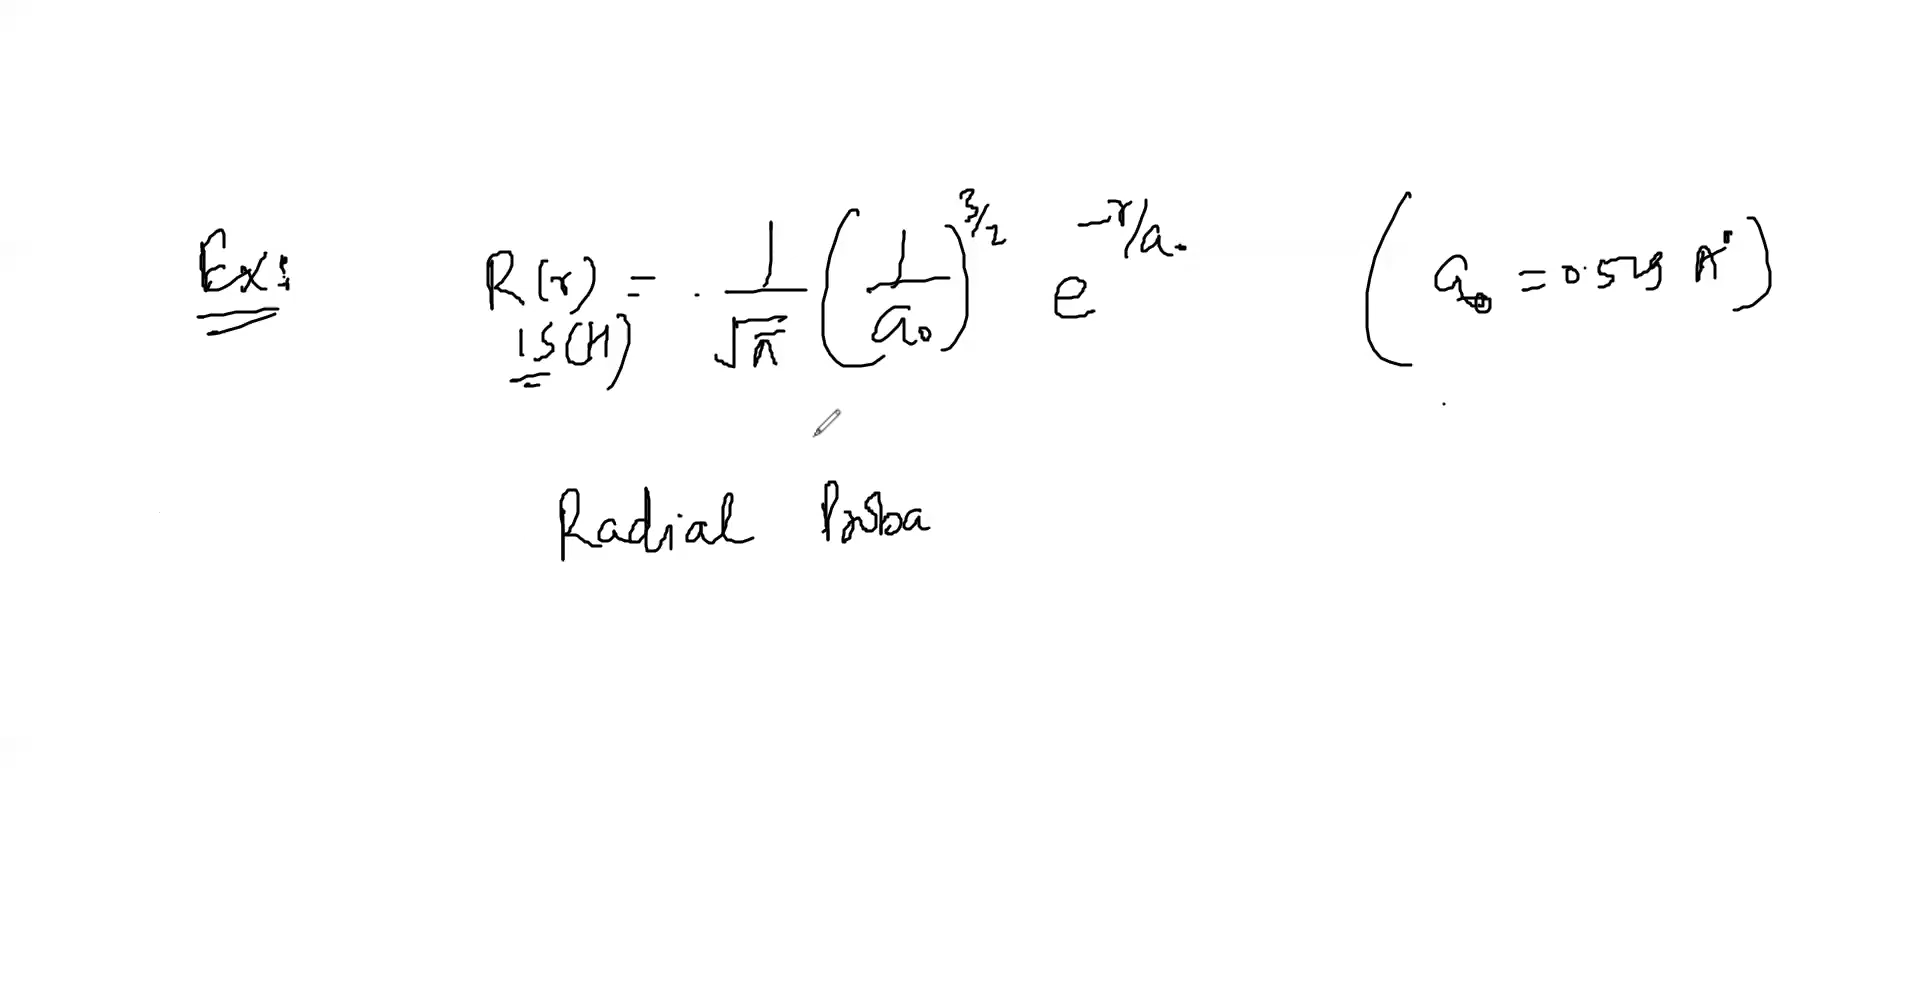 Ex: R(r) 1S(H) = 1/√π (1/a₀)^3/2 e^-r/a₀ (a₀ = 0.529 A°)
Radial Proba